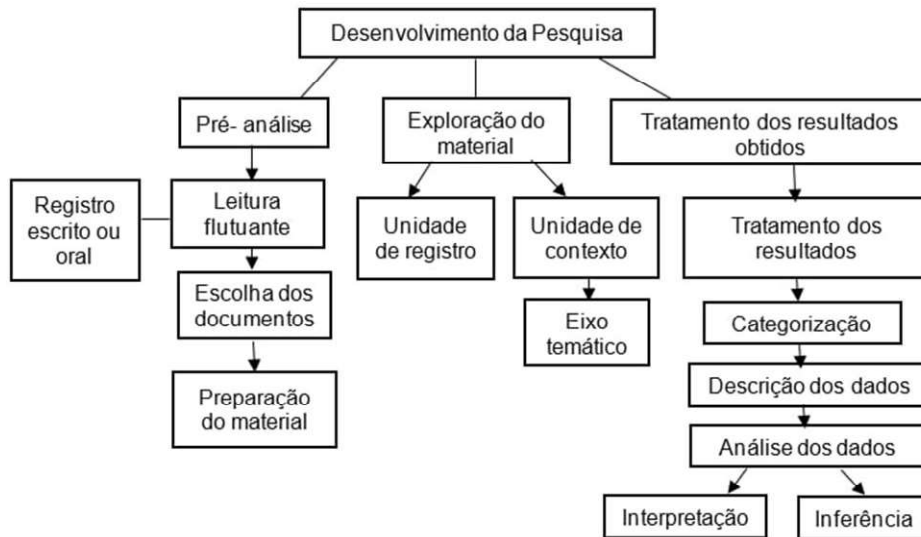 Desenvolvimento da Pesquisa
Pré- análise
Exploração do
material
Tratamento dos resultados
obtidos
Registro
escrito ou
oral
Leitura
flutuante
Unidade
de registro
Unidade de
contexto
Tratamento dos
resultados
Escolha dos
documentos
Eixo
temático
Categorização
Preparação
do material
Descrição dos dados
Análise dos dados
Interpretação
Inferência